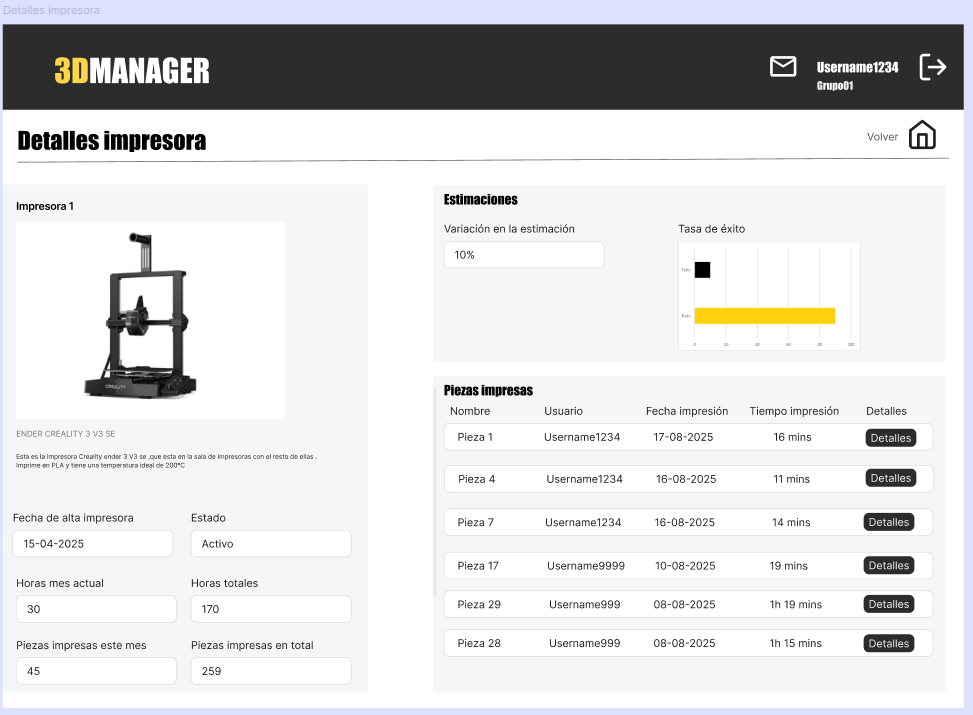 Detalles impresora
3DMANAGER
Username1234
Grupo01
Detalles impresora
Volver
Impresora 1
CREALITY
ENDER CREALITY 3 V3 SE
Esta es la impresora Creality ender 3 V3 se ,que esta en la sala de impresoras con el resto de ellas .
Imprime en PLA y tiene una temperatura ideal de 200ºC
Fecha de alta impresora
Estado
15-04-2025
Activo
Horas mes actual
Horas totales
30
170
Piezas impresas este mes
Piezas impresas en total
45
259
Estimaciones
Variación en la estimación
Tasa de éxito
10%
0 20 40 60 80 100
Piezas impresas
Nombre Usuario Fecha impresión Tiempo impresión Detalles
Pieza 1 Username1234 17-08-2025 16 mins Detalles
Pieza 4 Username1234 16-08-2025 11 mins Detalles
Pieza 7 Username1234 16-08-2025 14 mins Detalles
Pieza 17 Username9999 10-08-2025 19 mins Detalles
Pieza 29 Username999 08-08-2025 1h 19 mins Detalles
Pieza 28 Username999 08-08-2025 1h 15 mins Detalles